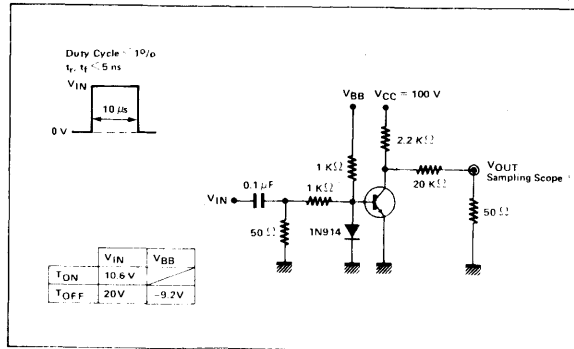 Duty Cycle < 1%
tr, tf < 5 ns
VIN
10 µs
0 V
VBB
VCC = 100 V
2.2 KΩ
1 KΩ
VOUT
Sampling Scope
20 KΩ
0.1 µF
1 KΩ
VIN
50 Ω
1N914
50 Ω
VIN VBB
TON 10.6 V
TOFF 20V -9.2V